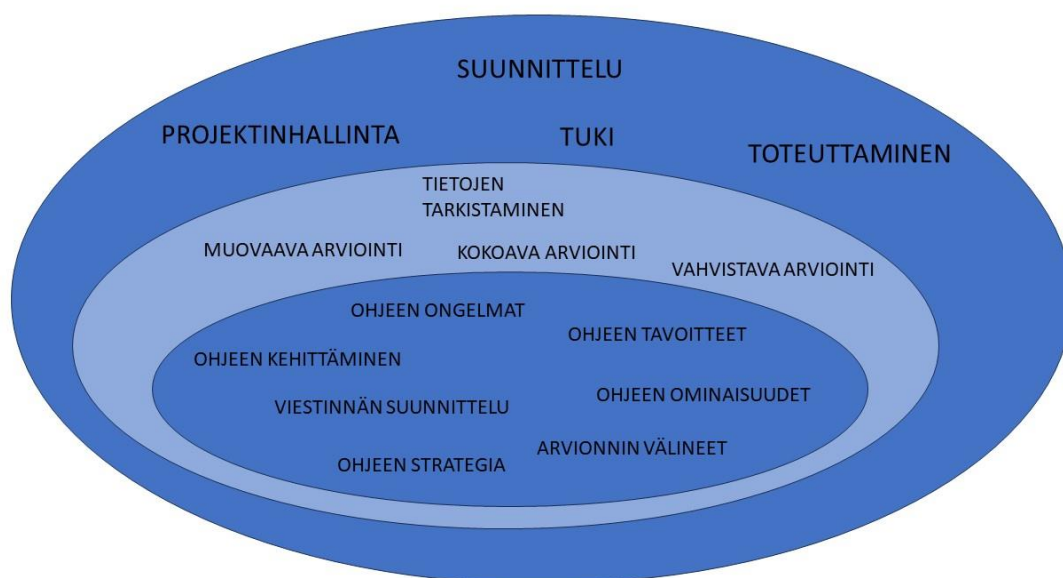 SUUNNITTELU
PROJEKTINHALLINTA
TUKI
TOTEUTTAMINEN
TIETOJEN
TARKISTAMINEN
MUOVAAVA ARVIOINTI
KOKOAVA ARVIOINTI
VAHVISTAVA ARVIOINTI
OHJEEN ONGELMAT
OHJEEN TAVOITTEET
OHJEEN KEHITTÄMINEN
OHJEEN OMINAISUUDET
VIESTINNÄN SUUNNITTELU
ARVIONNIN VÄLINEET
OHJEEN STRATEGIA